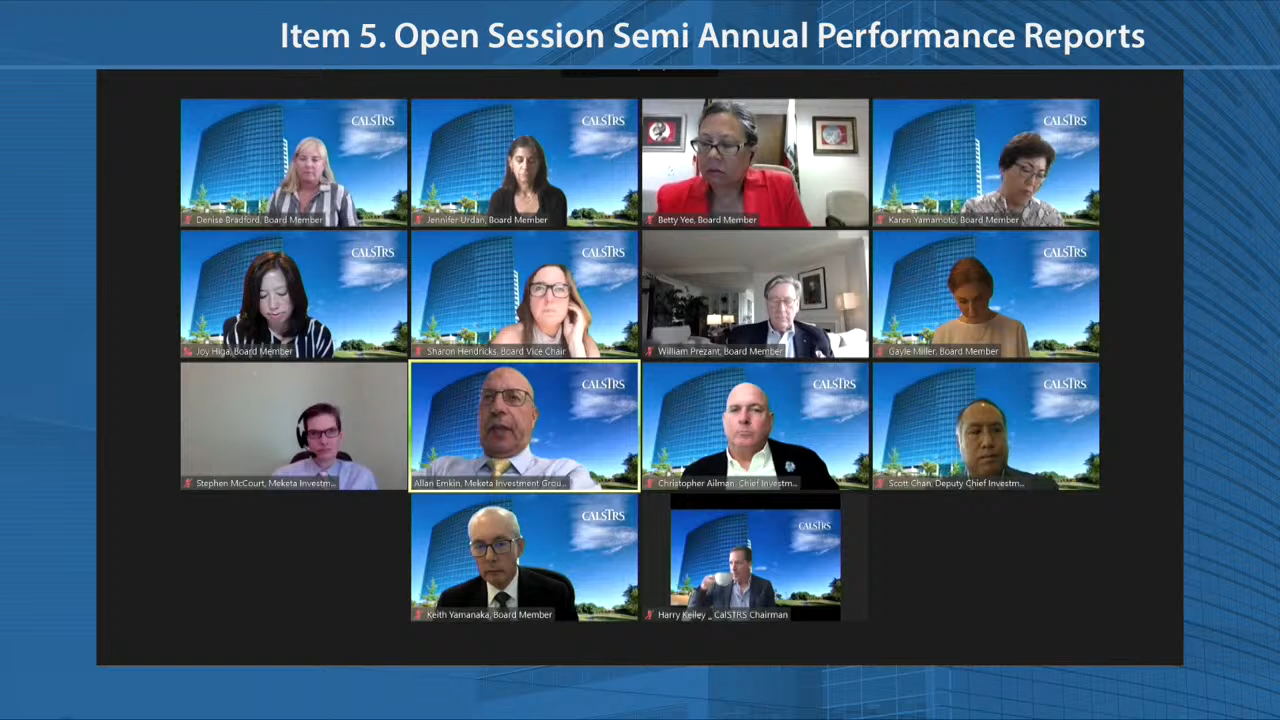 Item 5. Open Session Semi Annual Performance Reports
CALSTRS
CALSTRS
CALSTRS
Denise Bradford, Board Member
Jennifer Urdan, Board Member
Betty Yee, Board Member
Karen Yamamoto, Board Member
CALSTRS
CALSTRS
CALSTRS
Joy Higa, Board Member
Sharon Hendricks, Board Vice Chair
William Prezant, Board Member
Gayle Miller, Board Member
CALSTRS
CALSTRS
CALSTRS
Stephen McCourt, Meketa Investm...
Allan Emkin, Meketa Investment Grou...
Christopher Ailman, Chief Investm...
Scott Chan, Deputy Chief Investm...
CALSTRS
CALSTRS
Keith Yamanaka, Board Member
Harry Keiley _ CalSTRS Chairman